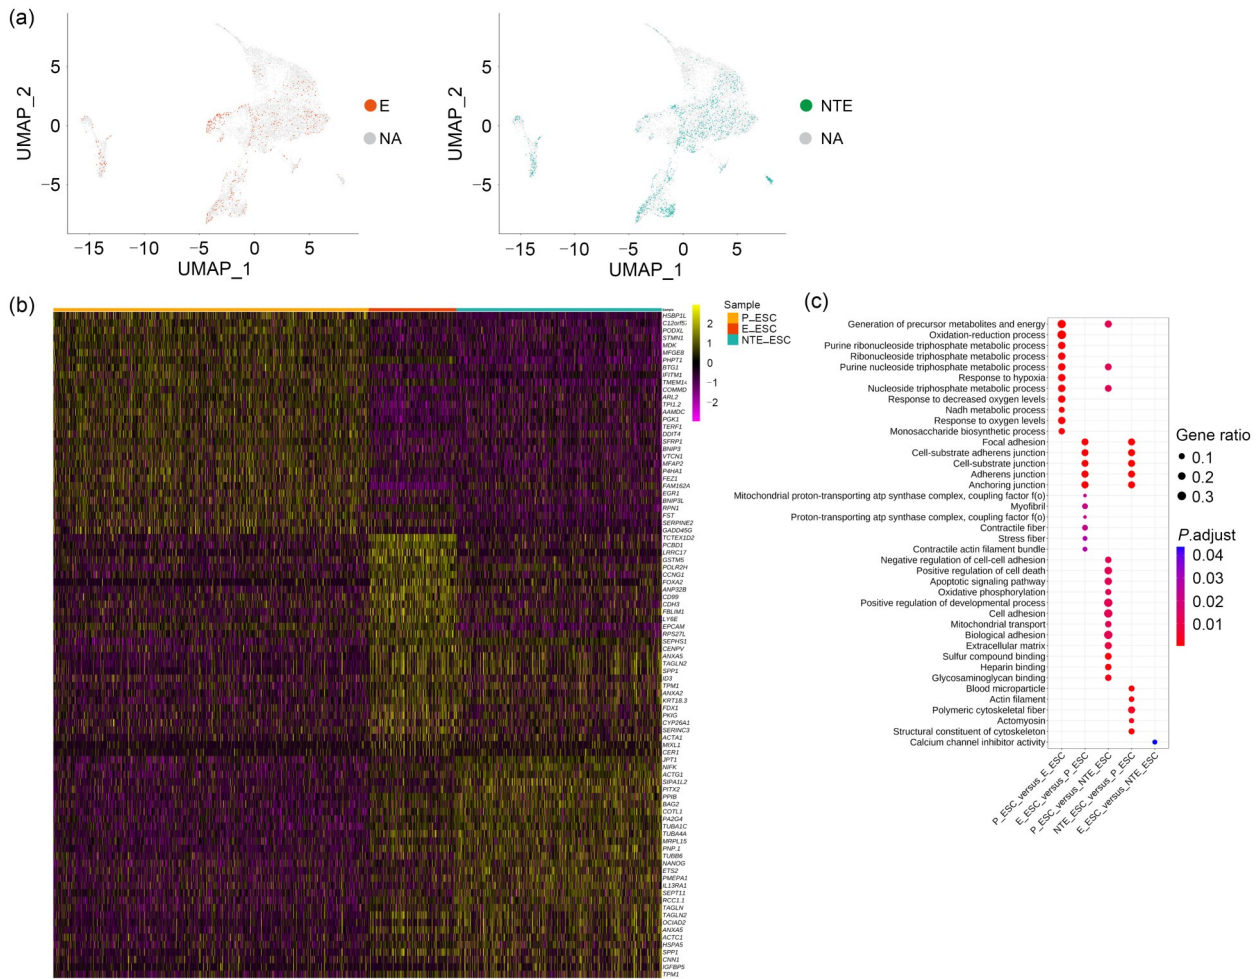 (a)
UMAP_2
5
0
−5
−15
−10
−5
0
5
UMAP_1
E
NA
UMAP_2
5
0
−5
−15
−10
−5
0
5
UMAP_1
NTE
NA
(b)
Sample
HSBP1L
C12orf5
PODXL
STMN1
MDK
MFGE8
PHPT1
BTG1
IFITM1
TMEM14
COMMD
ARL2
TPI1.2
AAMDC
PGK1
TERF1
DDIT4
SFRP1
BNIP3
VTCN1
MFAP2
P4HA1
FEZ1
FAM162A
EGR1
BNIP3L
RPN1
FST
SERPINE2
GADD45G
TCTEX1D2
PCBD1
LRRC17
GSTM5
POLR2H
CCNG1
FOXA2
ANP32B
CD99
CDH3
FBLIM1
LY6E
EPCAM
RPS27L
SEPHS1
CENPV
ANXA5
TAGLN2
SPP1
ID3
TPM1
ANXA2
KRT18.3
FDX1
PKIG
CYP26A1
SERINC3
ACTA1
MIXL1
CER1
JPT1
NIFK
ACTG1
SIPA1L2
PITX2
PPIB
BAG2
COTL1
PA2G4
TUBA1C
TUBA4A
MRPL15
PNP.1
TUBB6
NANOG
ETS2
PMEPA1
IL13RA1
SEPT11
RCC1.1
TAGLN
TAGLN2
OCIAD2
ANXA5
ACTC1
HSPA5
SPP1
CNN1
IGFBP5
TPM1
2
1
0
−1
−2
Sample
P_ESC
E_ESC
NTE_ESC
(c)
Generation of precursor metabolites and energy
Oxidation-reduction process
Purine ribonucleoside triphosphate metabolic process
Ribonucleoside triphosphate metabolic process
Purine nucleoside triphosphate metabolic process
Response to hypoxia
Nucleoside triphosphate metabolic process
Response to decreased oxygen levels
Nadh metabolic process
Response to oxygen levels
Monosaccharide biosynthetic process
Focal adhesion
Cell-substrate adherens junction
Cell-substrate junction
Adherens junction
Anchoring junction
Mitochondrial proton-transporting atp synthase complex, coupling factor f(o)
Myofibril
Proton-transporting atp synthase complex, coupling factor f(o)
Contractile fiber
Stress fiber
Contractile actin filament bundle
Negative regulation of cell-cell adhesion
Positive regulation of cell death
Apoptotic signaling pathway
Oxidative phosphorylation
Positive regulation of developmental process
Cell adhesion
Mitochondrial transport
Biological adhesion
Extracellular matrix
Sulfur compound binding
Heparin binding
Glycosaminoglycan binding
Blood microparticle
Actin filament
Polymeric cytoskeletal fiber
Actomyosin
Structural constituent of cytoskeleton
Calcium channel inhibitor activity
P_ESC_versus_E_ESC
E_ESC_versus_P_ESC
P_ESC_versus_NTE_ESC
NTE_ESC_versus_P_ESC
E_ESC_versus_NTE_ESC
Gene ratio
0.1
0.2
0.3
P.adjust
0.04
0.03
0.02
0.01